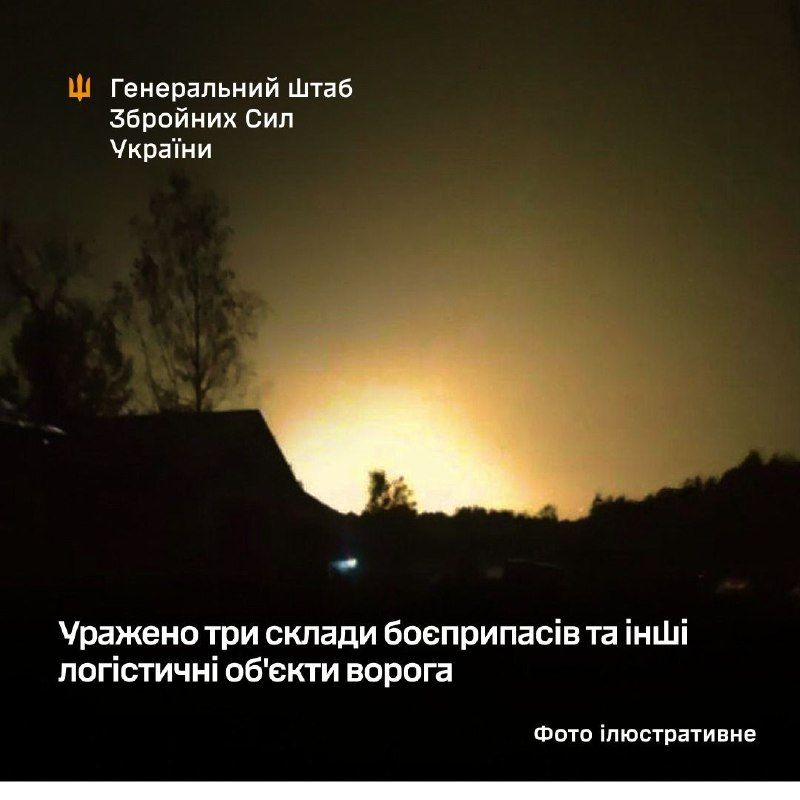 Генеральний штаб
Збройних Сил
України
Уражено три склади боєприпасів та інші
логістичні об'єкти ворога
Фото ілюстративне